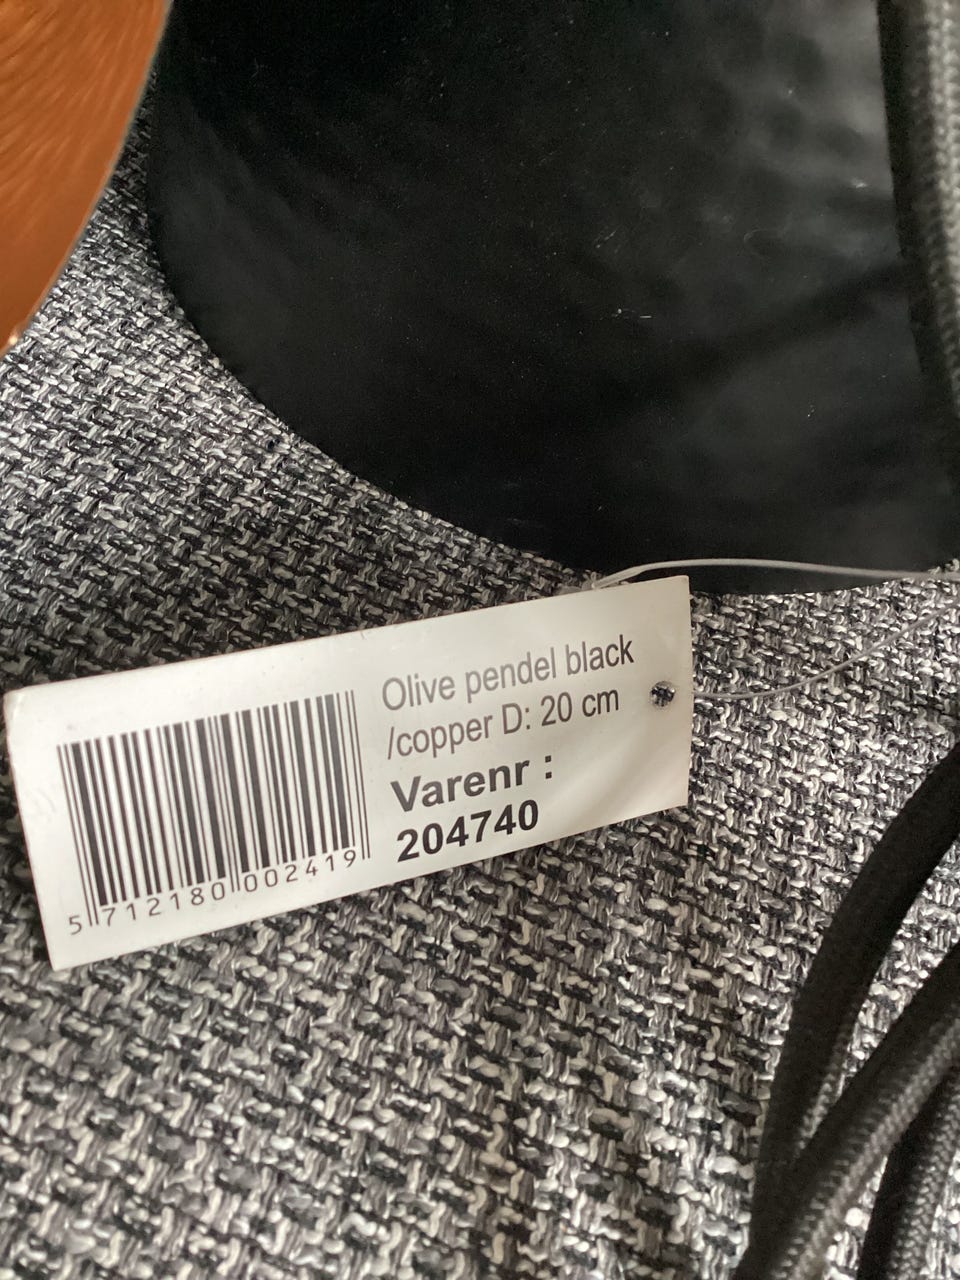 Olive pendel black
/copper D: 20 cm
Varenr :
204740
5 712180 002419